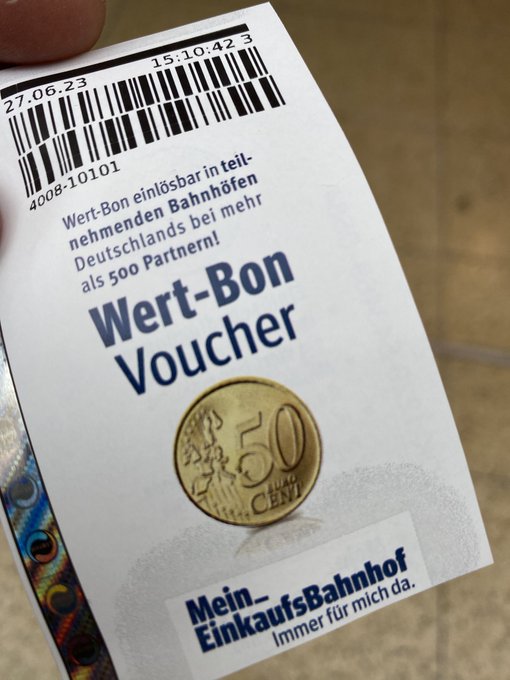 27.06.23 15:10:42 3
4008-10101
Wert-Bon einlösbar in teil-
nehmenden Bahnhöfen
Deutschlands bei mehr
als 500 Partnern!
Wert-Bon
Voucher
50
EURO
CENT
Mein_
EinkaufsBahnhof
Immer für mich da.